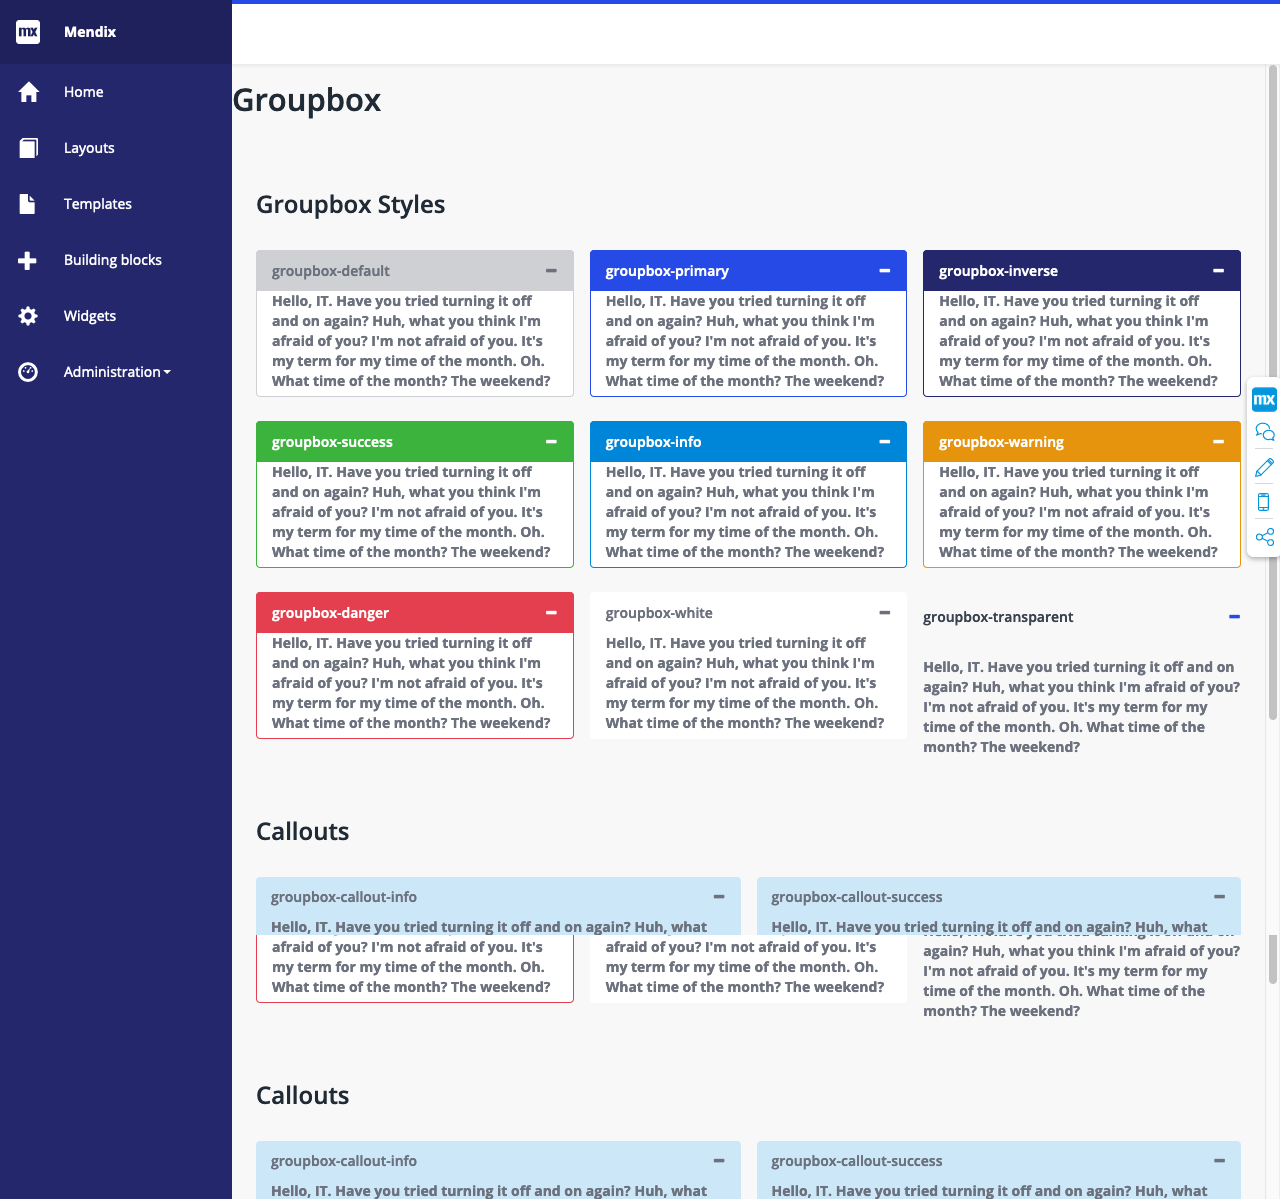 mx Mendix
Home
Layouts
Templates
Building blocks
Widgets
Administration
Groupbox
Groupbox Styles
groupbox-default
Hello, IT. Have you tried turning it off
and on again? Huh, what you think I'm
afraid of you? I'm not afraid of you. It's
my term for my time of the month. Oh.
What time of the month? The weekend?
groupbox-primary
Hello, IT. Have you tried turning it off
and on again? Huh, what you think I'm
afraid of you? I'm not afraid of you. It's
my term for my time of the month. Oh.
What time of the month? The weekend?
groupbox-inverse
Hello, IT. Have you tried turning it off
and on again? Huh, what you think I'm
afraid of you? I'm not afraid of you. It's
my term for my time of the month. Oh.
What time of the month? The weekend?
mx
groupbox-success
Hello, IT. Have you tried turning it off
and on again? Huh, what you think I'm
afraid of you? I'm not afraid of you. It's
my term for my time of the month. Oh.
What time of the month? The weekend?
groupbox-info
Hello, IT. Have you tried turning it off
and on again? Huh, what you think I'm
afraid of you? I'm not afraid of you. It's
my term for my time of the month. Oh.
What time of the month? The weekend?
groupbox-warning
Hello, IT. Have you tried turning it off
and on again? Huh, what you think I'm
afraid of you? I'm not afraid of you. It's
my term for my time of the month. Oh.
What time of the month? The weekend?
groupbox-danger
Hello, IT. Have you tried turning it off
and on again? Huh, what you think I'm
afraid of you? I'm not afraid of you. It's
my term for my time of the month. Oh.
What time of the month? The weekend?
groupbox-white
Hello, IT. Have you tried turning it off
and on again? Huh, what you think I'm
afraid of you? I'm not afraid of you. It's
my term for my time of the month. Oh.
What time of the month? The weekend?
groupbox-transparent
Hello, IT. Have you tried turning it off and on
again? Huh, what you think I'm afraid of you?
I'm not afraid of you. It's my term for my
time of the month. Oh. What time of the
month? The weekend?
Callouts
groupbox-callout-info
Hello, IT. Have you tried turning it off and on again? Huh, what
groupbox-callout-success
Hello, IT. Have you tried turning it off and on again? Huh, what
afraid of you? I'm not afraid of you. It's
my term for my time of the month. Oh.
What time of the month? The weekend?
afraid of you? I'm not afraid of you. It's
my term for my time of the month. Oh.
What time of the month? The weekend?
again? Huh, what you think I'm afraid of you?
I'm not afraid of you. It's my term for my
time of the month. Oh. What time of the
month? The weekend?
Callouts
groupbox-callout-info
Hello, IT. Have you tried turning it off and on again? Huh, what
groupbox-callout-success
Hello, IT. Have you tried turning it off and on again? Huh, what